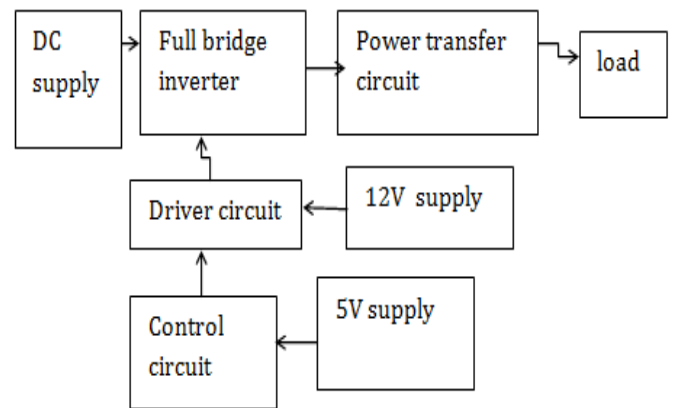 DC
supply
Full bridge
inverter
Power transfer
circuit
load
Driver circuit
12V supply
Control
circuit
5V supply